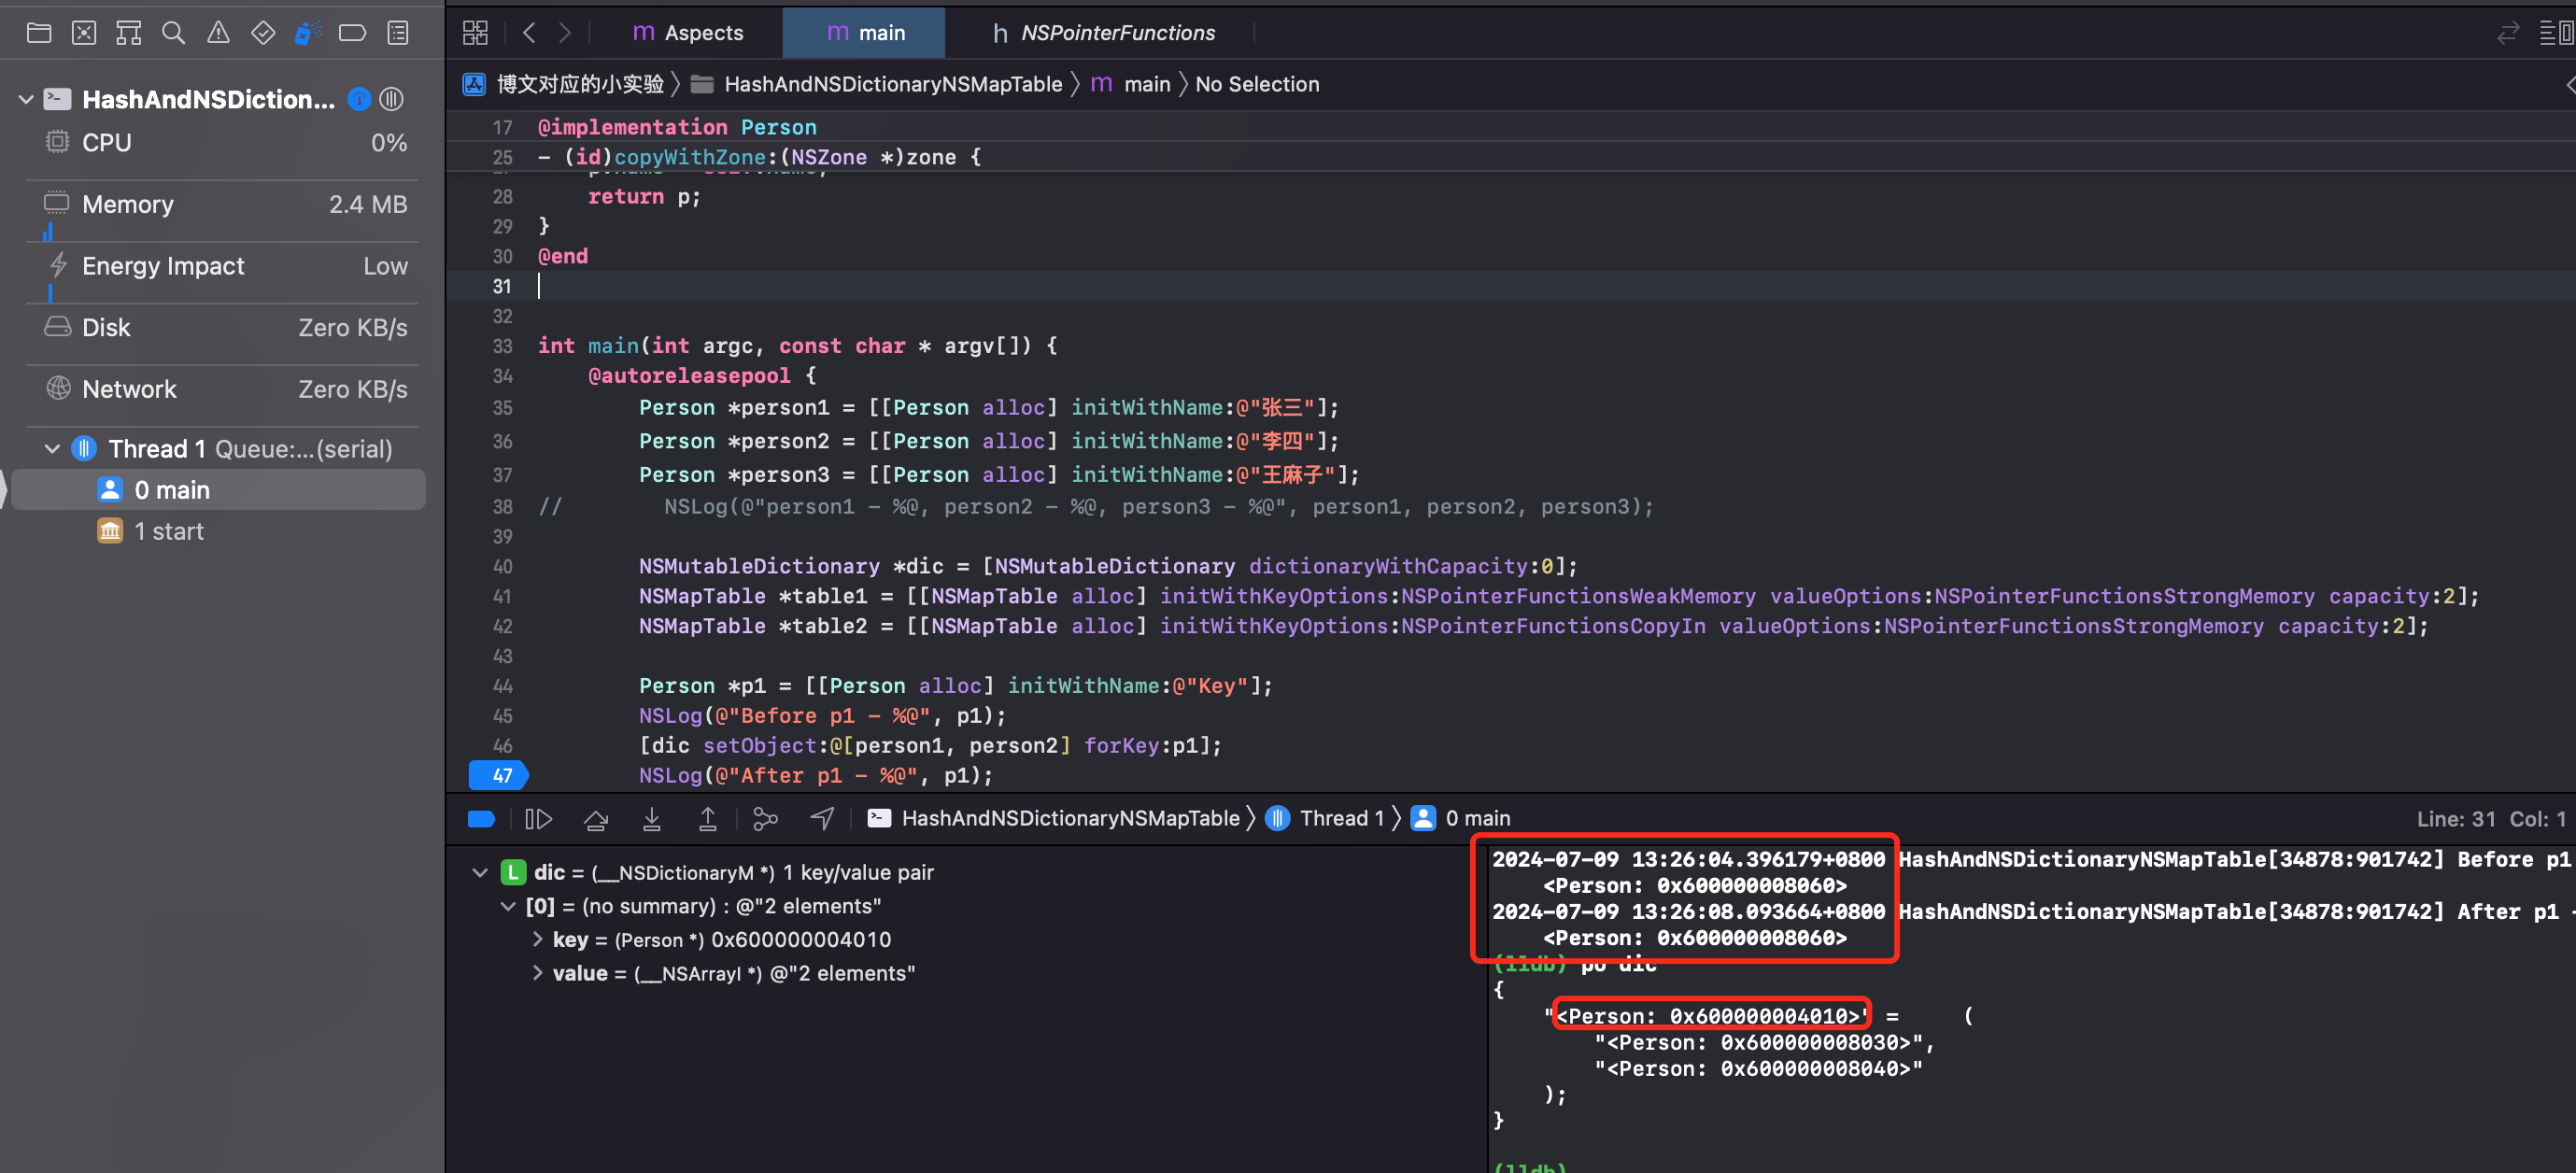 Aspects
main
NSPointerFunctions
HashAndNSDiction...
博文对应的小实验 〉 HashAndNSDictionaryNSMapTable 〉 m main 〉 No Selection
CPU 0%
Memory 2.4 MB
Energy Impact Low
Disk Zero KB/s
Network Zero KB/s
Thread 1 Queue:...(serial)
0 main
1 start
17 @implementation Person
25 - (id)copyWithZone:(NSZone *)zone {
28     return p;
29 }
30 @end
31
32
33 int main(int argc, const char * argv[]) {
34     @autoreleasepool {
35         Person *person1 = [[Person alloc] initWithName:@"张三"];
36         Person *person2 = [[Person alloc] initWithName:@"李四"];
37         Person *person3 = [[Person alloc] initWithName:@"王麻子"];
38 //        NSLog(@"person1 - %@, person2 - %@, person3 - %@", person1, person2, person3);
39
40         NSMutableDictionary *dic = [NSMutableDictionary dictionaryWithCapacity:0];
41         NSMapTable *table1 = [[NSMapTable alloc] initWithKeyOptions:NSPointerFunctionsWeakMemory valueOptions:NSPointerFunctionsStrongMemory capacity:2];
42         NSMapTable *table2 = [[NSMapTable alloc] initWithKeyOptions:NSPointerFunctionsCopyIn valueOptions:NSPointerFunctionsStrongMemory capacity:2];
43
44         Person *p1 = [[Person alloc] initWithName:@"Key"];
45         NSLog(@"Before p1 - %@", p1);
46         [dic setObject:@[person1, person2] forKey:p1];
47         NSLog(@"After p1 - %@", p1);
HashAndNSDictionaryNSMapTable 〉 Thread 1 〉 0 main
Line: 31 Col: 1
L dic = (__NSDictionaryM *) 1 key/value pair
[0] = (no summary) : @"2 elements"
key = (Person *) 0x600000004010
value = (__NSArrayI *) @"2 elements"
2024-07-09 13:26:04.396179+0800 HashAndNSDictionaryNSMapTable[34878:901742] Before p1
<Person: 0x600000008060>
2024-07-09 13:26:08.093664+0800 HashAndNSDictionaryNSMapTable[34878:901742] After p1 -
<Person: 0x600000008060>
(lldb) po dic
{
"<Person: 0x600000004010>" =     (
"<Person: 0x600000008030>",
"<Person: 0x600000008040>"
);
}
(lldb)